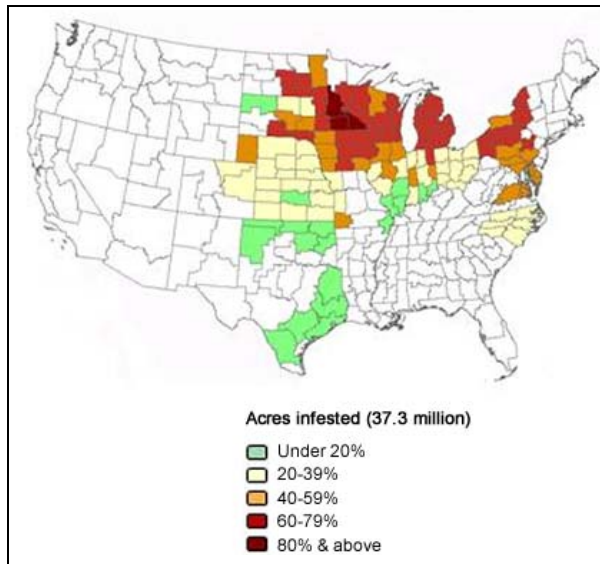 Acres infested (37.3 million)
Under 20%
20-39%
40-59%
60-79%
80% & above